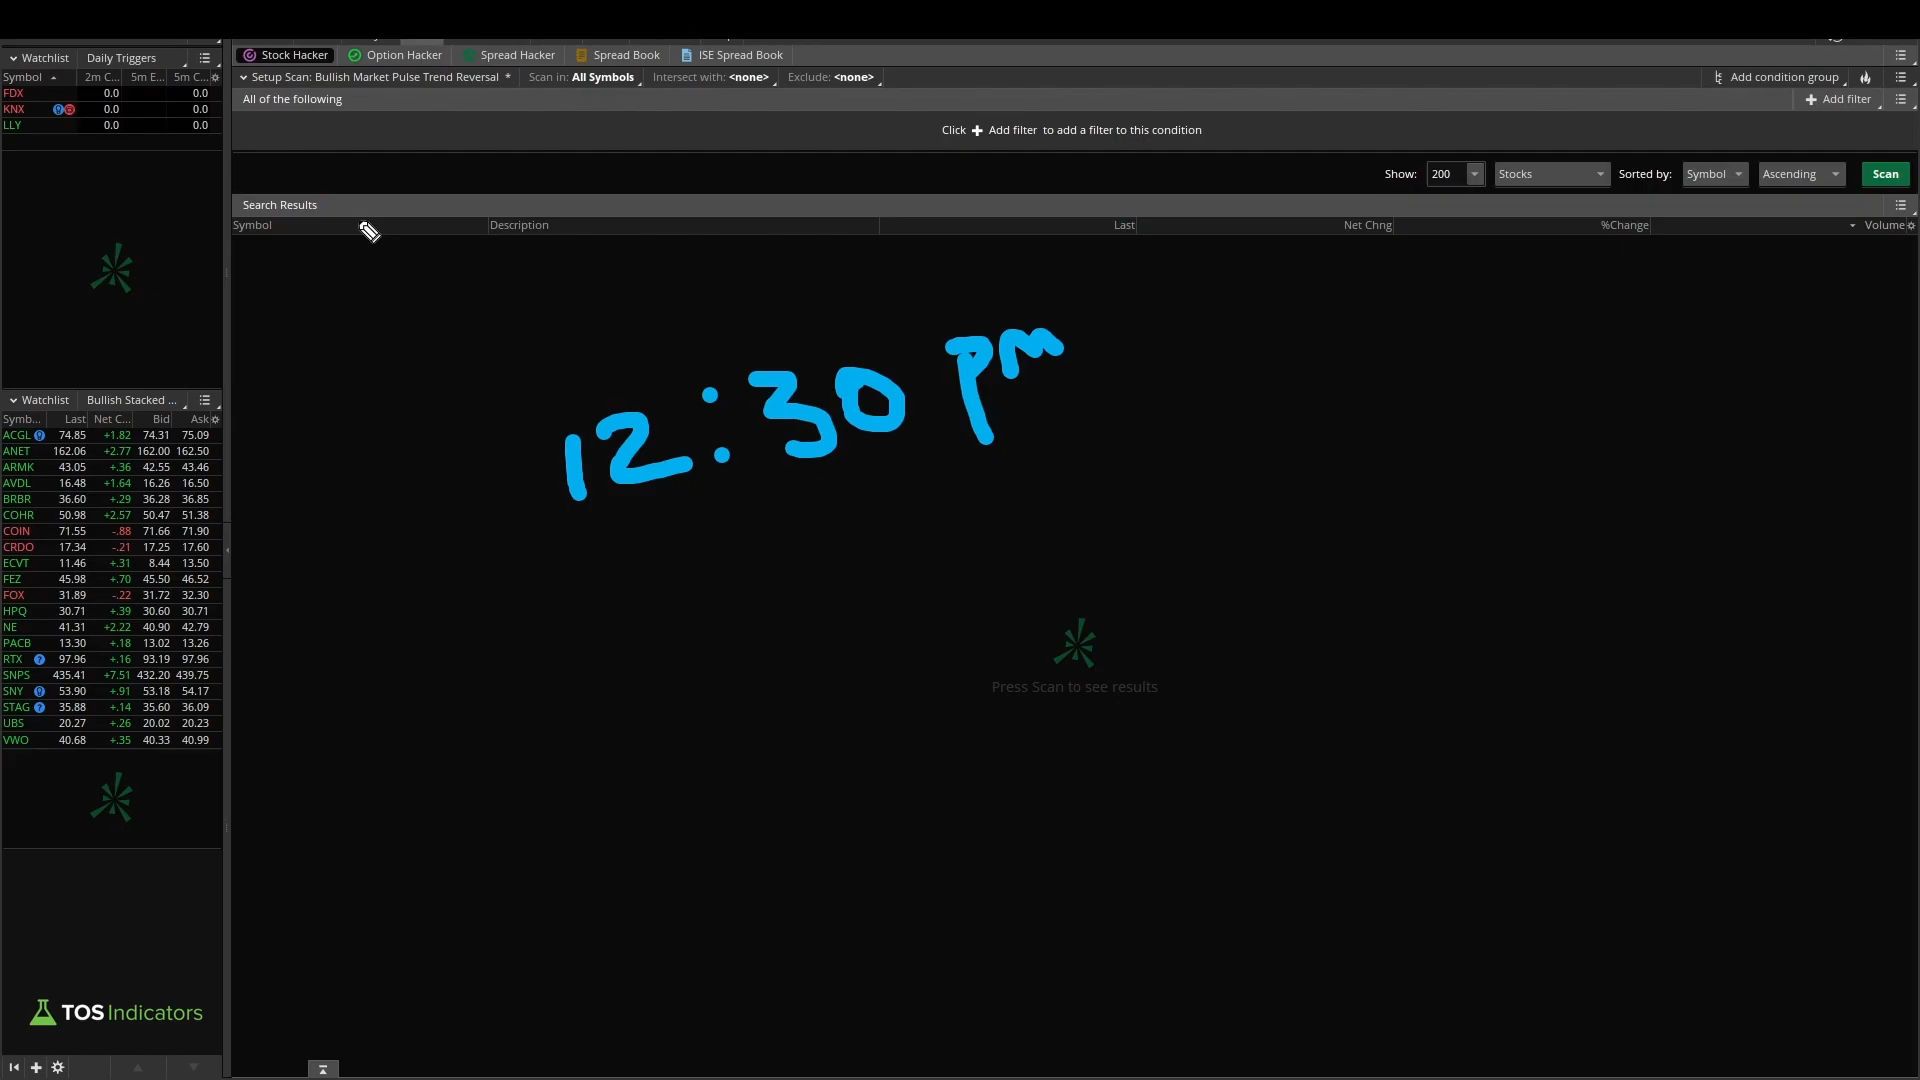 Watchlist Daily Triggers
Symbol 2m C... 5m E... 5m C...
FDX 0.0 0.0
KNX 0.0 0.0
LLY 0.0 0.0
Watchlist Bullish Stacked ...
Symb... Last Net C... Bid Ask
ACGL 74.85 +1.82 74.31 75.09
ANET 162.06 +2.77 162.00 162.50
ARMK 43.05 +.36 42.55 43.46
AVDL 16.48 +1.64 16.26 16.50
BRBR 36.60 +.29 36.28 36.85
COHR 50.98 +2.57 50.47 51.38
COIN 71.55 -.88 71.66 71.90
CRDO 17.34 -.21 17.25 17.60
ECVT 11.46 +.31 8.44 13.50
FEZ 45.98 +.70 45.50 46.52
FOX 31.89 -.22 31.72 32.30
HPQ 30.71 +.39 30.60 30.71
NE 41.31 +2.22 40.90 42.79
PACB 13.30 +.18 13.02 13.26
RTX 97.96 +.16 93.19 97.96
SNPS 435.41 +7.51 432.20 439.75
SNY 53.90 +.91 53.18 54.17
STAG 35.88 +.14 35.60 36.09
UBS 20.27 +.26 20.02 20.23
VWO 40.68 +.35 40.33 40.99
TOS Indicators
Stock Hacker Option Hacker Spread Hacker Spread Book ISE Spread Book
Setup Scan: Bullish Market Pulse Trend Reversal * Scan in: All Symbols Intersect with: <none> Exclude: <none> Add condition group
All of the following Add filter
Click + Add filter to add a filter to this condition
Show: 200 Stocks Sorted by: Symbol Ascending Scan
Search Results
Symbol Description Last Net Chng %Change Volume
12:30 pm
Press Scan to see results